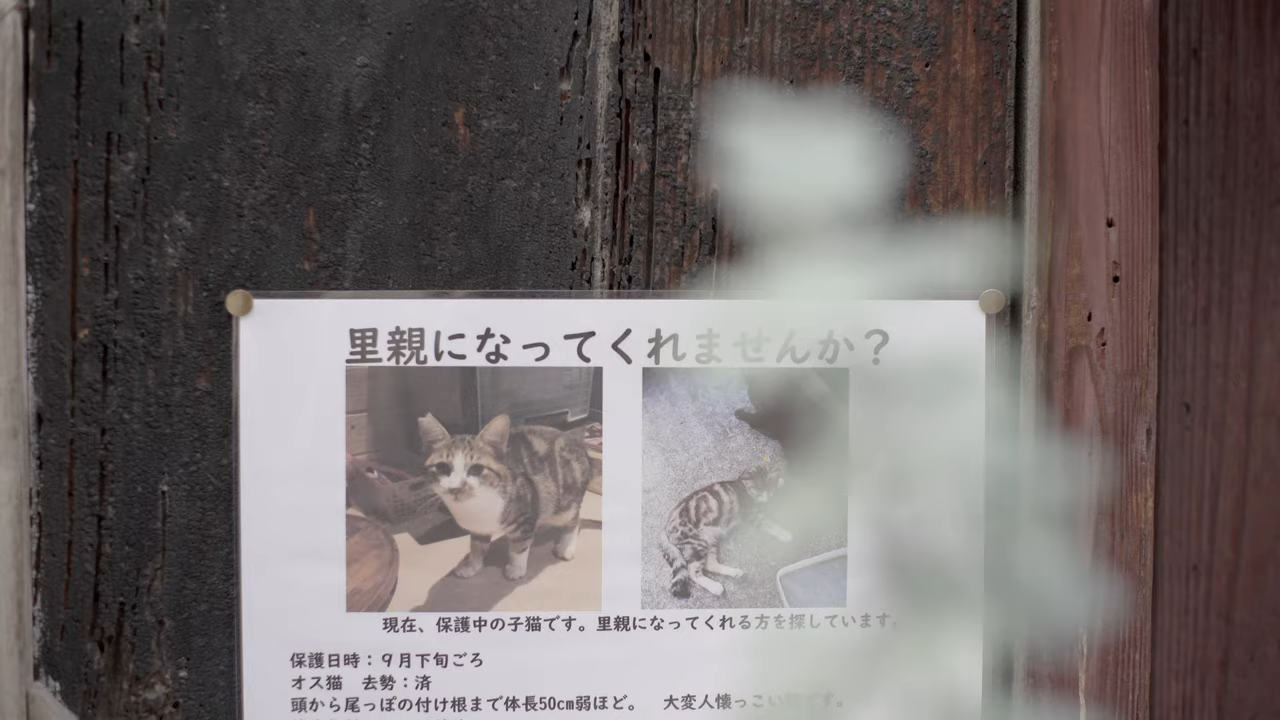 里親になってくれませんか？
現在、保護中の子猫です。里親になってくれる方を探しています。
保護日時：９月下旬ごろ
オス猫　去勢：済
頭から尾っぽの付け根まで体長50cm弱ほど。　大変人懐っこい